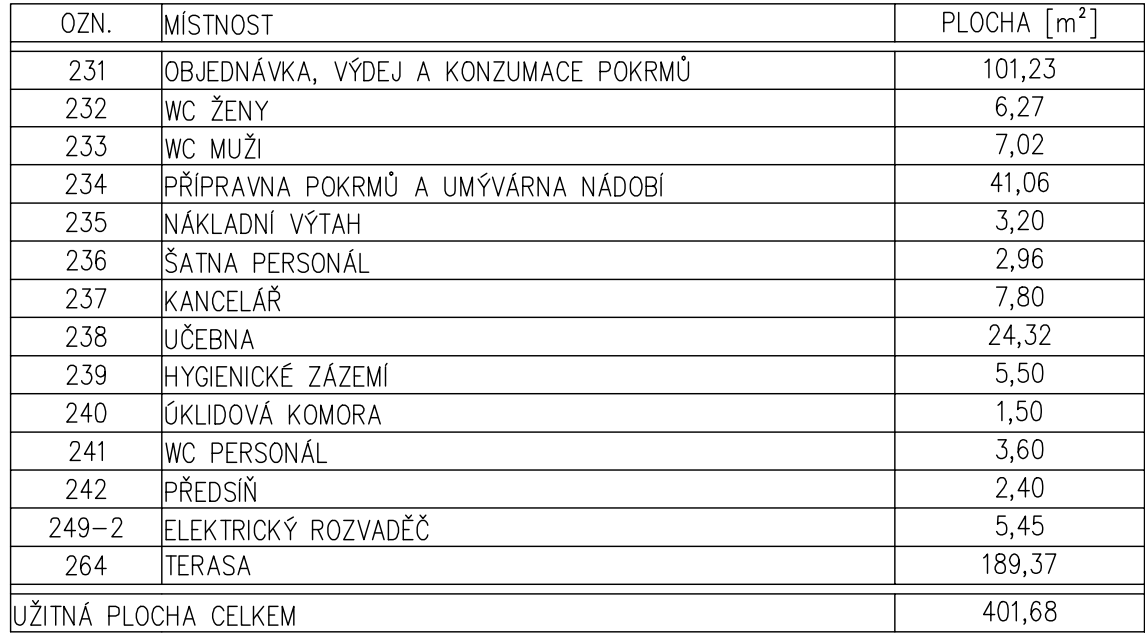 OZN. MÍSTNOST PLOCHA [m²]
231 OBJEDNÁVKA, VÝDEJ A KONZUMACE POKRMŮ 101,23
232 WC ŽENY 6,27
233 WC MUŽI 7,02
234 PŘÍPRAVNA POKRMŮ A UMÝVÁRNA NÁDOBÍ 41,06
235 NÁKLADNÍ VÝTAH 3,20
236 ŠATNA PERSONÁL 2,96
237 KANCELÁŘ 7,80
238 UČEBNA 24,32
239 HYGIENICKÉ ZÁZEMÍ 5,50
240 ÚKLIDOVÁ KOMORA 1,50
241 WC PERSONÁL 3,60
242 PŘEDSÍŇ 2,40
249-2 ELEKTRICKÝ ROZVADĚČ 5,45
264 TERASA 189,37
UŽITNÁ PLOCHA CELKEM 401,68